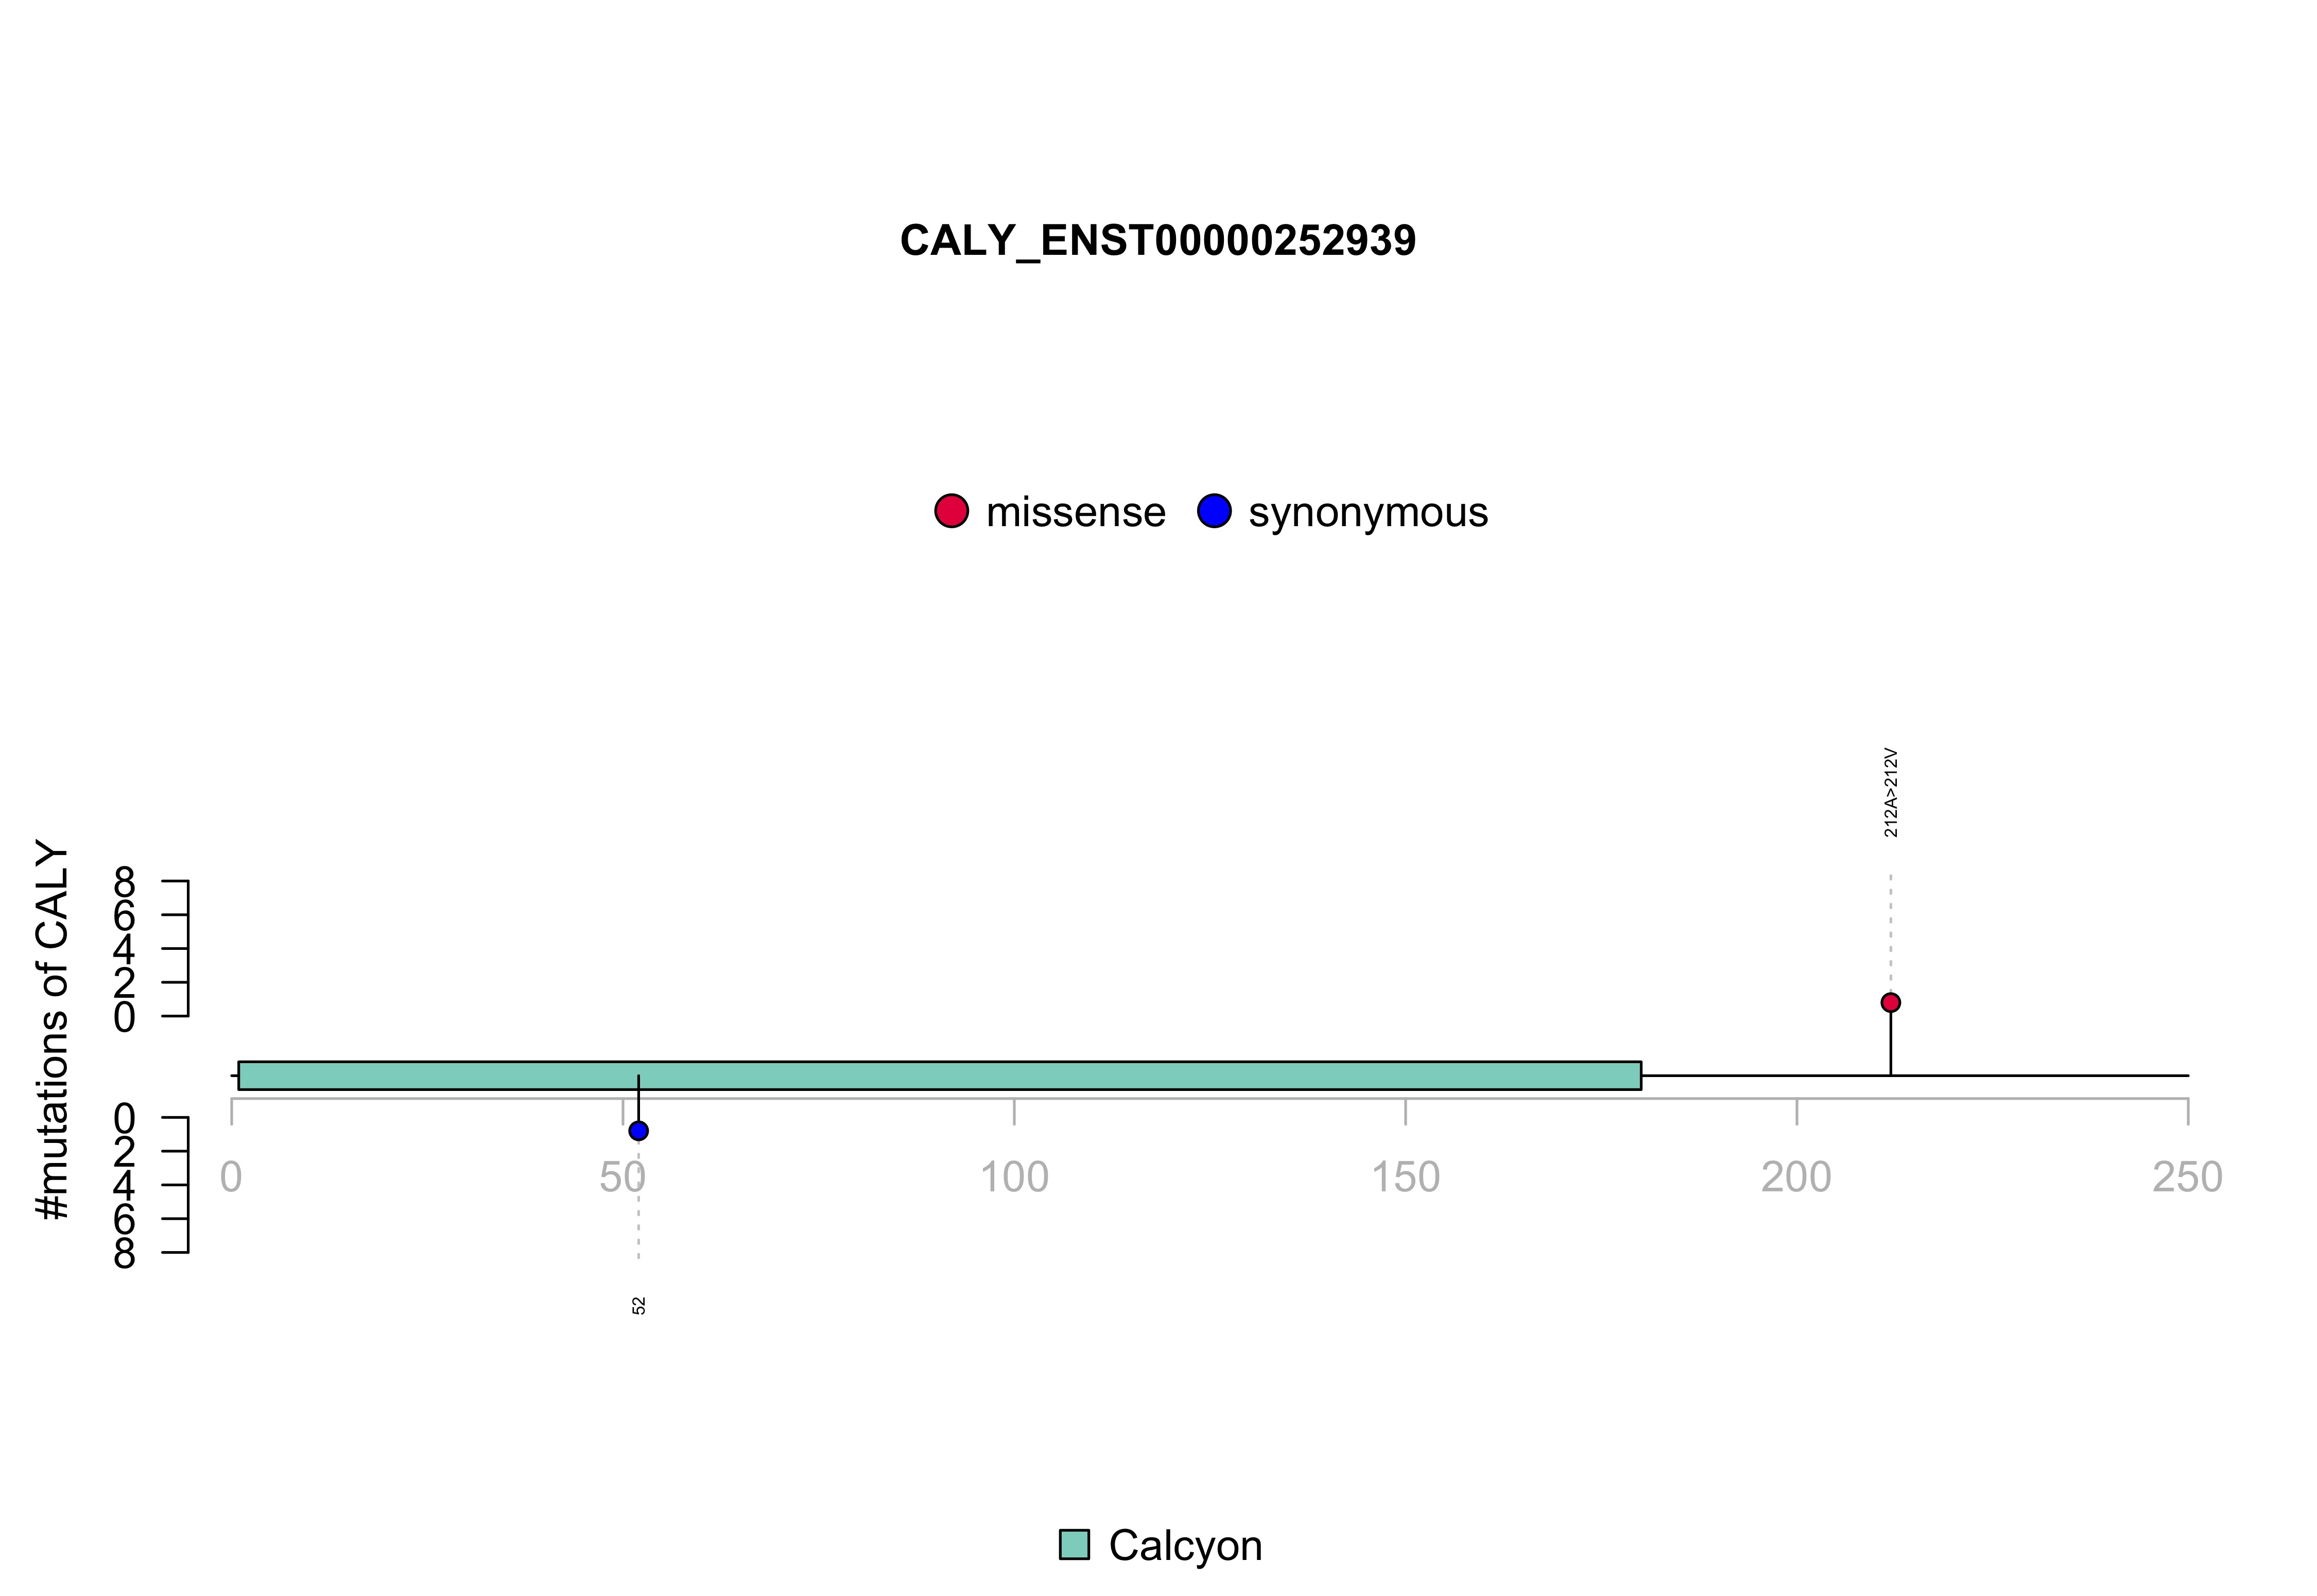 CALY_ENST00000252939
missense synonymous
212A>212V
#mutations of CALY
8
6
4
2
0
0
2
4
6
8
0 50 100 150 200 250
52
Calcyon